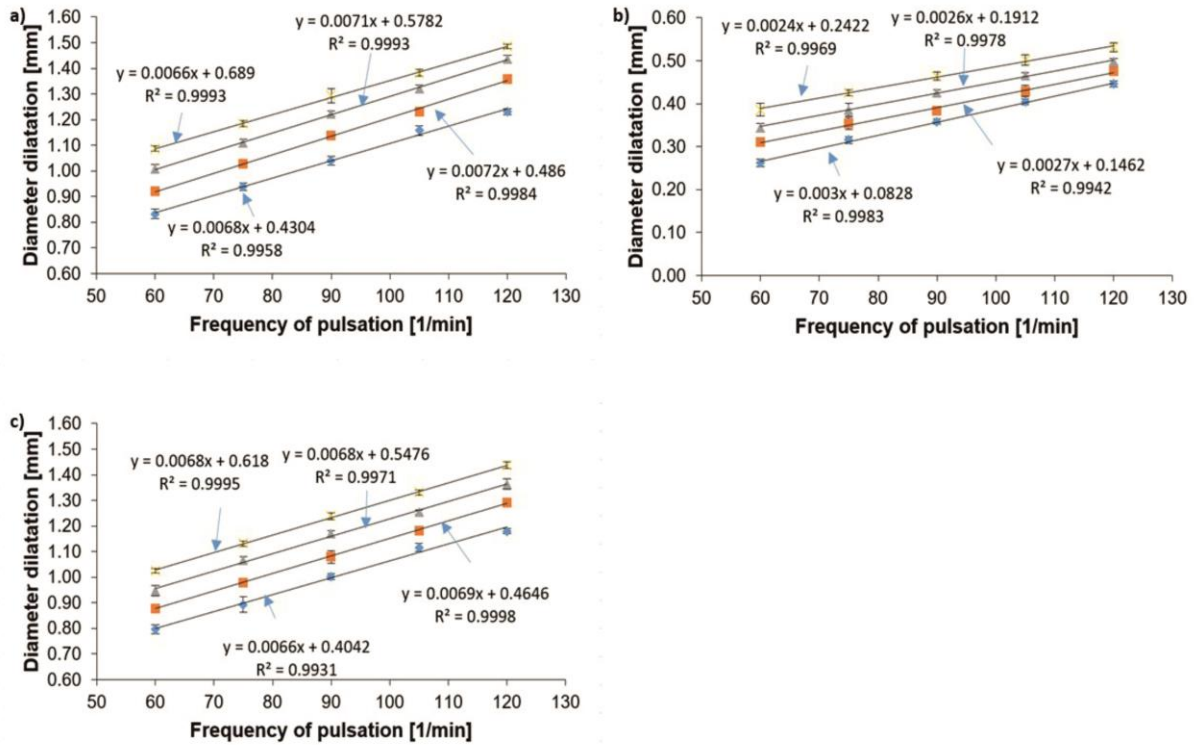 a)
Diameter dilatation [mm]
1.60
1.50
1.40
1.30
1.20
1.10
1.00
0.90
0.80
0.70
0.60
y = 0.0071x + 0.5782
R² = 0.9993
y = 0.0066x + 0.689
R² = 0.9993
y = 0.0072x + 0.486
R² = 0.9984
y = 0.0068x + 0.4304
R² = 0.9958
50 60 70 80 90 100 110 120 130
Frequency of pulsation [1/min]
b)
Diameter dilatation [mm]
0.60
0.50
0.40
0.30
0.20
0.10
0.00
y = 0.0024x + 0.2422
R² = 0.9969
y = 0.0026x + 0.1912
R² = 0.9978
y = 0.0027x + 0.1462
R² = 0.9942
y = 0.003x + 0.0828
R² = 0.9983
50 60 70 80 90 100 110 120 130
Frequency of pulsation [1/min]
c)
Diameter dilatation [mm]
1.60
1.50
1.40
1.30
1.20
1.10
1.00
0.90
0.80
0.70
0.60
y = 0.0068x + 0.618
R² = 0.9995
y = 0.0068x + 0.5476
R² = 0.9971
y = 0.0069x + 0.4646
R² = 0.9998
y = 0.0066x + 0.4042
R² = 0.9931
50 60 70 80 90 100 110 120 130
Frequency of pulsation [1/min]